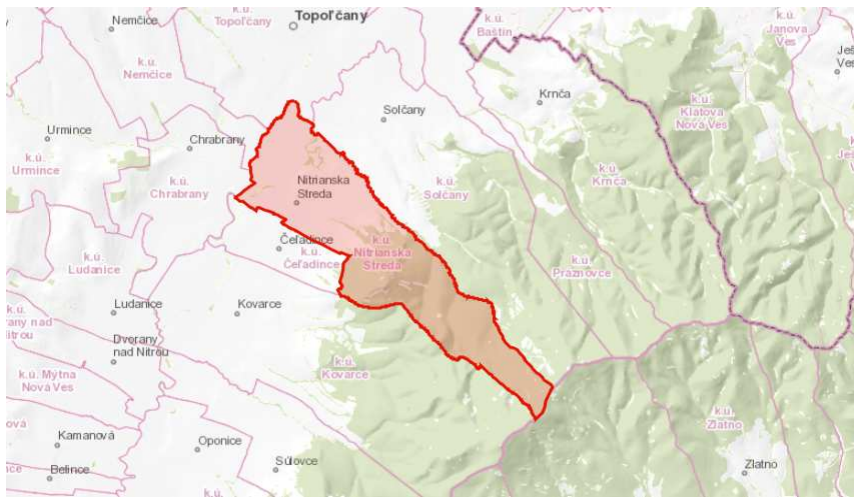 Nemčice
k.ú.
Topoľčany
Topoľčany
k.ú.
Baštín
k.ú.
Janova
Ves
k.ú.
Nemčice
Krnča
k.ú.
Klátova
Nová Ves
Solčany
Urmince
Chrabrany
k.ú.
Urmince
k.ú.
Chrabrany
Nitrianska
Streda
k.ú.
Solčany
k.ú.
Krnča
Čeľadince
k.ú.
Čeľadince
k.ú.
Nitrianska
Streda
k.ú.
Ludanice
k.ú.
Práznovce
Ludanice
Kovarce
Dvorany
nad Nitrou
k.ú. Mýtna
Nová Ves
k.ú.
Kovarce
k.ú.
Zlatno
Kamanová
Oponice
Belince
Súlovce
Zlatno